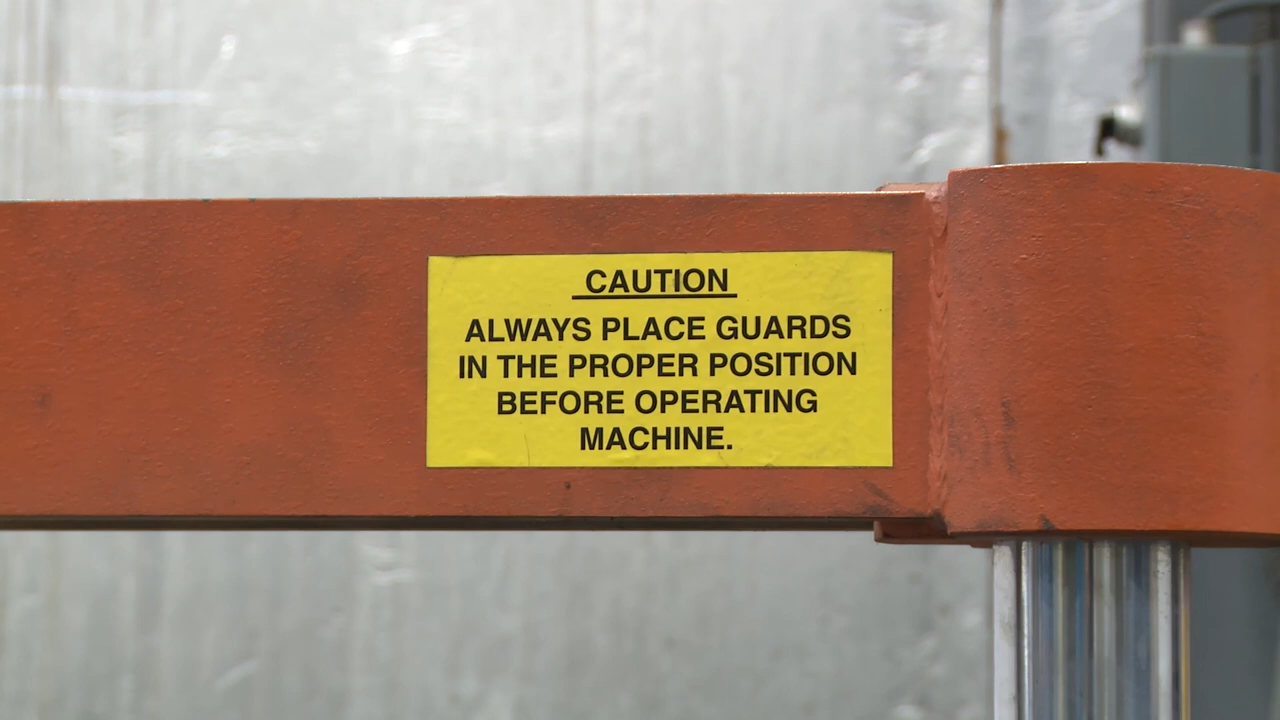 CAUTION
ALWAYS PLACE GUARDS
IN THE PROPER POSITION
BEFORE OPERATING
MACHINE.